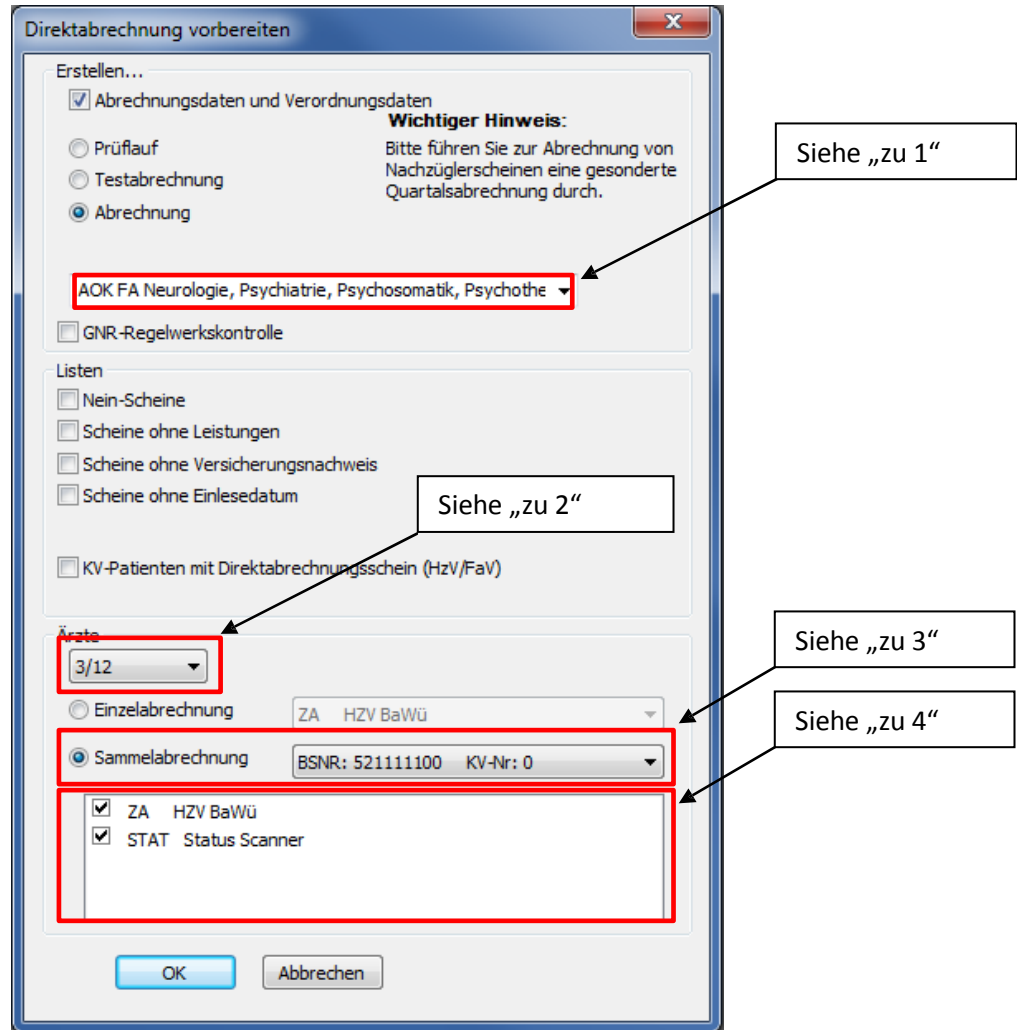 Direktabrechnung vorbereiten
Erstellen...
Abrechnungsdaten und Verordnungsdaten
Wichtiger Hinweis:
Prüflauf
Bitte führen Sie zur Abrechnung von
Nachzüglerscheinen eine gesonderte
Quartalsabrechnung durch.
Testabrechnung
Abrechnung
Siehe „zu 1“
AOK FA Neurologie, Psychiatrie, Psychosomatik, Psychothe
GNR-Regelwerkskontrolle
Listen
Nein-Scheine
Scheine ohne Leistungen
Scheine ohne Versicherungsnachweis
Scheine ohne Einlesedatum
Siehe „zu 2“
KV-Patienten mit Direktabrechnungsschein (HzV/FaV)
Ärzte
3/12
Siehe „zu 3“
Einzelabrechnung
ZA HZV BaWü
Siehe „zu 4“
Sammelabrechnung
BSNR: 521111100 KV-Nr: 0
ZA HZV BaWü
STAT Status Scanner
OK
Abbrechen